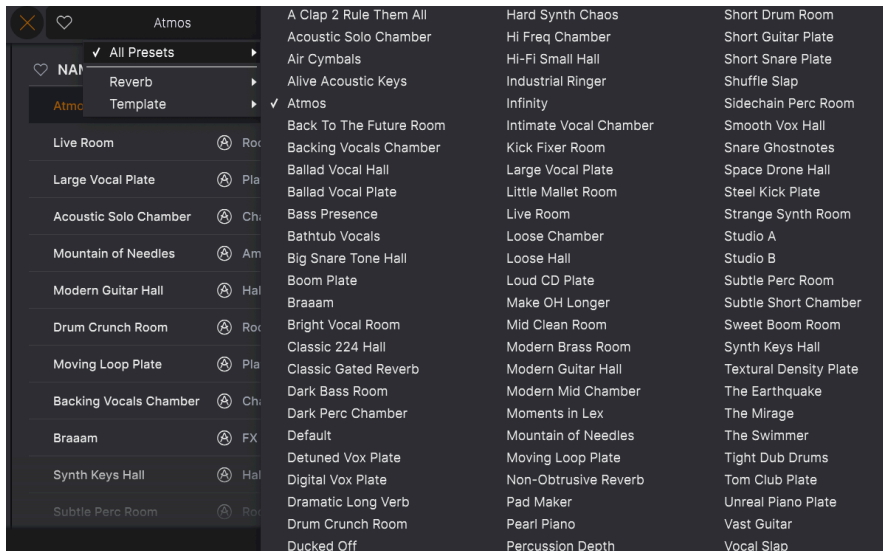 Atmos
All Presets
Reverb
Template
NAM
Atmo
Live Room Roo
Large Vocal Plate Pla
Acoustic Solo Chamber Cha
Mountain of Needles Am
Modern Guitar Hall Hal
Drum Crunch Room Roo
Moving Loop Plate Pla
Backing Vocals Chamber Cha
Braaam FX
Synth Keys Hall Hal
Subtle Perc Room Roo
A Clap 2 Rule Them All
Acoustic Solo Chamber
Air Cymbals
Alive Acoustic Keys
Atmos
Back To The Future Room
Backing Vocals Chamber
Ballad Vocal Hall
Ballad Vocal Plate
Bass Presence
Bathtub Vocals
Big Snare Tone Hall
Boom Plate
Braaam
Bright Vocal Room
Classic 224 Hall
Classic Gated Reverb
Dark Bass Room
Dark Perc Chamber
Default
Detuned Vox Plate
Digital Vox Plate
Dramatic Long Verb
Drum Crunch Room
Ducked Off
Hard Synth Chaos
Hi Freq Chamber
Hi-Fi Small Hall
Industrial Ringer
Infinity
Intimate Vocal Chamber
Kick Fixer Room
Large Vocal Plate
Little Mallet Room
Live Room
Loose Chamber
Loose Hall
Loud CD Plate
Make OH Longer
Mid Clean Room
Modern Brass Room
Modern Guitar Hall
Modern Mid Chamber
Moments in Lex
Mountain of Needles
Moving Loop Plate
Non-Obtrusive Reverb
Pad Maker
Pearl Piano
Percussion Depth
Short Drum Room
Short Guitar Plate
Short Snare Plate
Shuffle Slap
Sidechain Perc Room
Smooth Vox Hall
Snare Ghostnotes
Space Drone Hall
Steel Kick Plate
Strange Synth Room
Studio A
Studio B
Subtle Perc Room
Subtle Short Chamber
Sweet Boom Room
Synth Keys Hall
Textural Density Plate
The Earthquake
The Mirage
The Swimmer
Tight Dub Drums
Tom Club Plate
Unreal Piano Plate
Vast Guitar
Vocal Slap